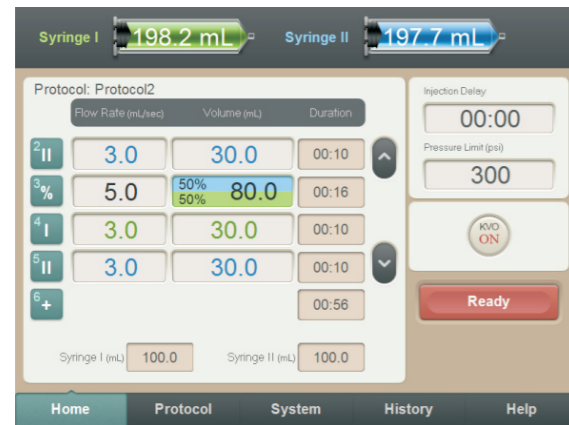 Syringe I 198.2 mL Syringe II 197.7 mL
Protocol: Protocol2
Flow Rate (mL/sec) Volume (mL) Duration
2 II 3.0 30.0 00:10
3 % 5.0 50% 50% 80.0 00:16
4 I 3.0 30.0 00:10
5 II 3.0 30.0 00:10
6 + 00:56
Syringe I (mL) 100.0 Syringe II (mL) 100.0
Injection Delay
00:00
Pressure Limit (psi)
300
KVO
ON
Ready
Home Protocol System History Help